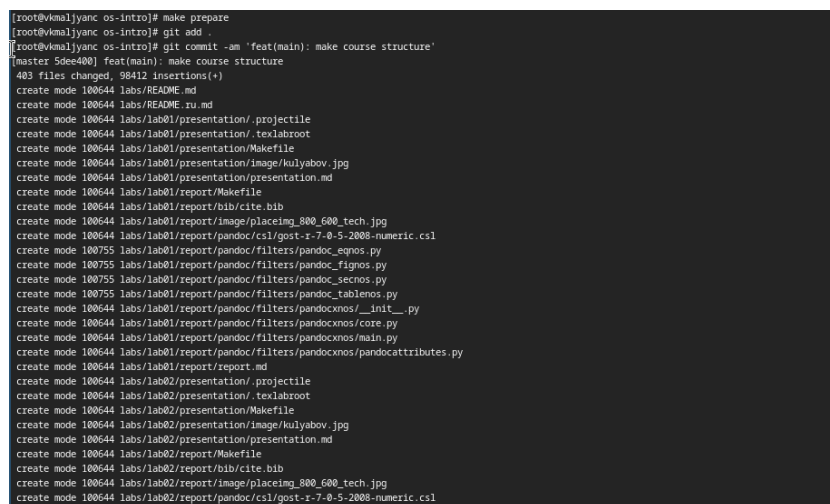 [root@vkmaljyanc os-intro]# make prepare
[root@vkmaljyanc os-intro]# git add .
[root@vkmaljyanc os-intro]# git commit -am 'feat(main): make course structure'
[master 5dee400] feat(main): make course structure
 403 files changed, 98412 insertions(+)
 create mode 100644 labs/README.md
 create mode 100644 labs/README.ru.md
 create mode 100644 labs/lab01/presentation/.projectile
 create mode 100644 labs/lab01/presentation/.texlabroot
 create mode 100644 labs/lab01/presentation/Makefile
 create mode 100644 labs/lab01/presentation/image/kulyabov.jpg
 create mode 100644 labs/lab01/presentation/presentation.md
 create mode 100644 labs/lab01/report/Makefile
 create mode 100644 labs/lab01/report/bib/cite.bib
 create mode 100644 labs/lab01/report/image/placeimg_800_600_tech.jpg
 create mode 100644 labs/lab01/report/pandoc/csl/gost-r-7-0-5-2008-numeric.csl
 create mode 100755 labs/lab01/report/pandoc/filters/pandoc_eqnos.py
 create mode 100755 labs/lab01/report/pandoc/filters/pandoc_fignos.py
 create mode 100755 labs/lab01/report/pandoc/filters/pandoc_secnos.py
 create mode 100755 labs/lab01/report/pandoc/filters/pandoc_tablenos.py
 create mode 100644 labs/lab01/report/pandoc/filters/pandocxnos/__init__.py
 create mode 100644 labs/lab01/report/pandoc/filters/pandocxnos/core.py
 create mode 100644 labs/lab01/report/pandoc/filters/pandocxnos/main.py
 create mode 100644 labs/lab01/report/pandoc/filters/pandocxnos/pandocattributes.py
 create mode 100644 labs/lab01/report/report.md
 create mode 100644 labs/lab02/presentation/.projectile
 create mode 100644 labs/lab02/presentation/.texlabroot
 create mode 100644 labs/lab02/presentation/Makefile
 create mode 100644 labs/lab02/presentation/image/kulyabov.jpg
 create mode 100644 labs/lab02/presentation/presentation.md
 create mode 100644 labs/lab02/report/Makefile
 create mode 100644 labs/lab02/report/bib/cite.bib
 create mode 100644 labs/lab02/report/image/placeimg_800_600_tech.jpg
 create mode 100644 labs/lab02/report/pandoc/csl/gost-r-7-0-5-2008-numeric.csl